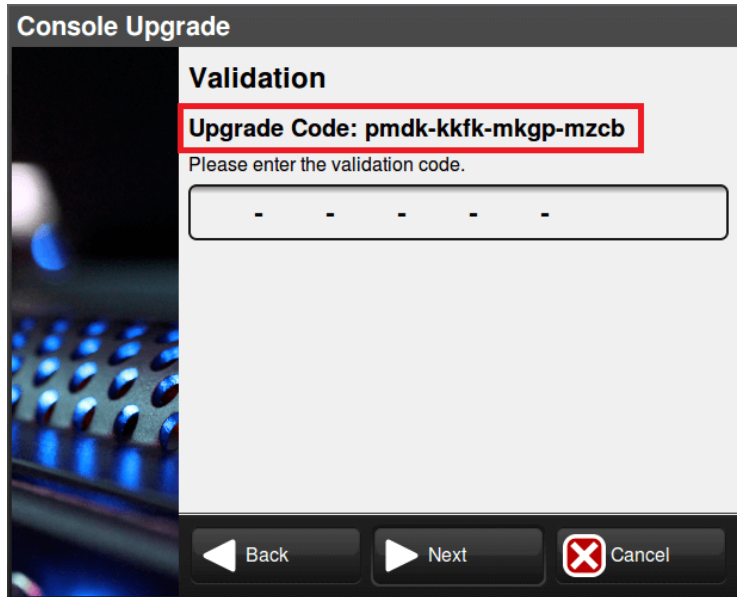 Console Upgrade
Validation
Upgrade Code: pmdk-kkfk-mkgp-mzcb
Please enter the validation code.
- - - - -
Back Next Cancel